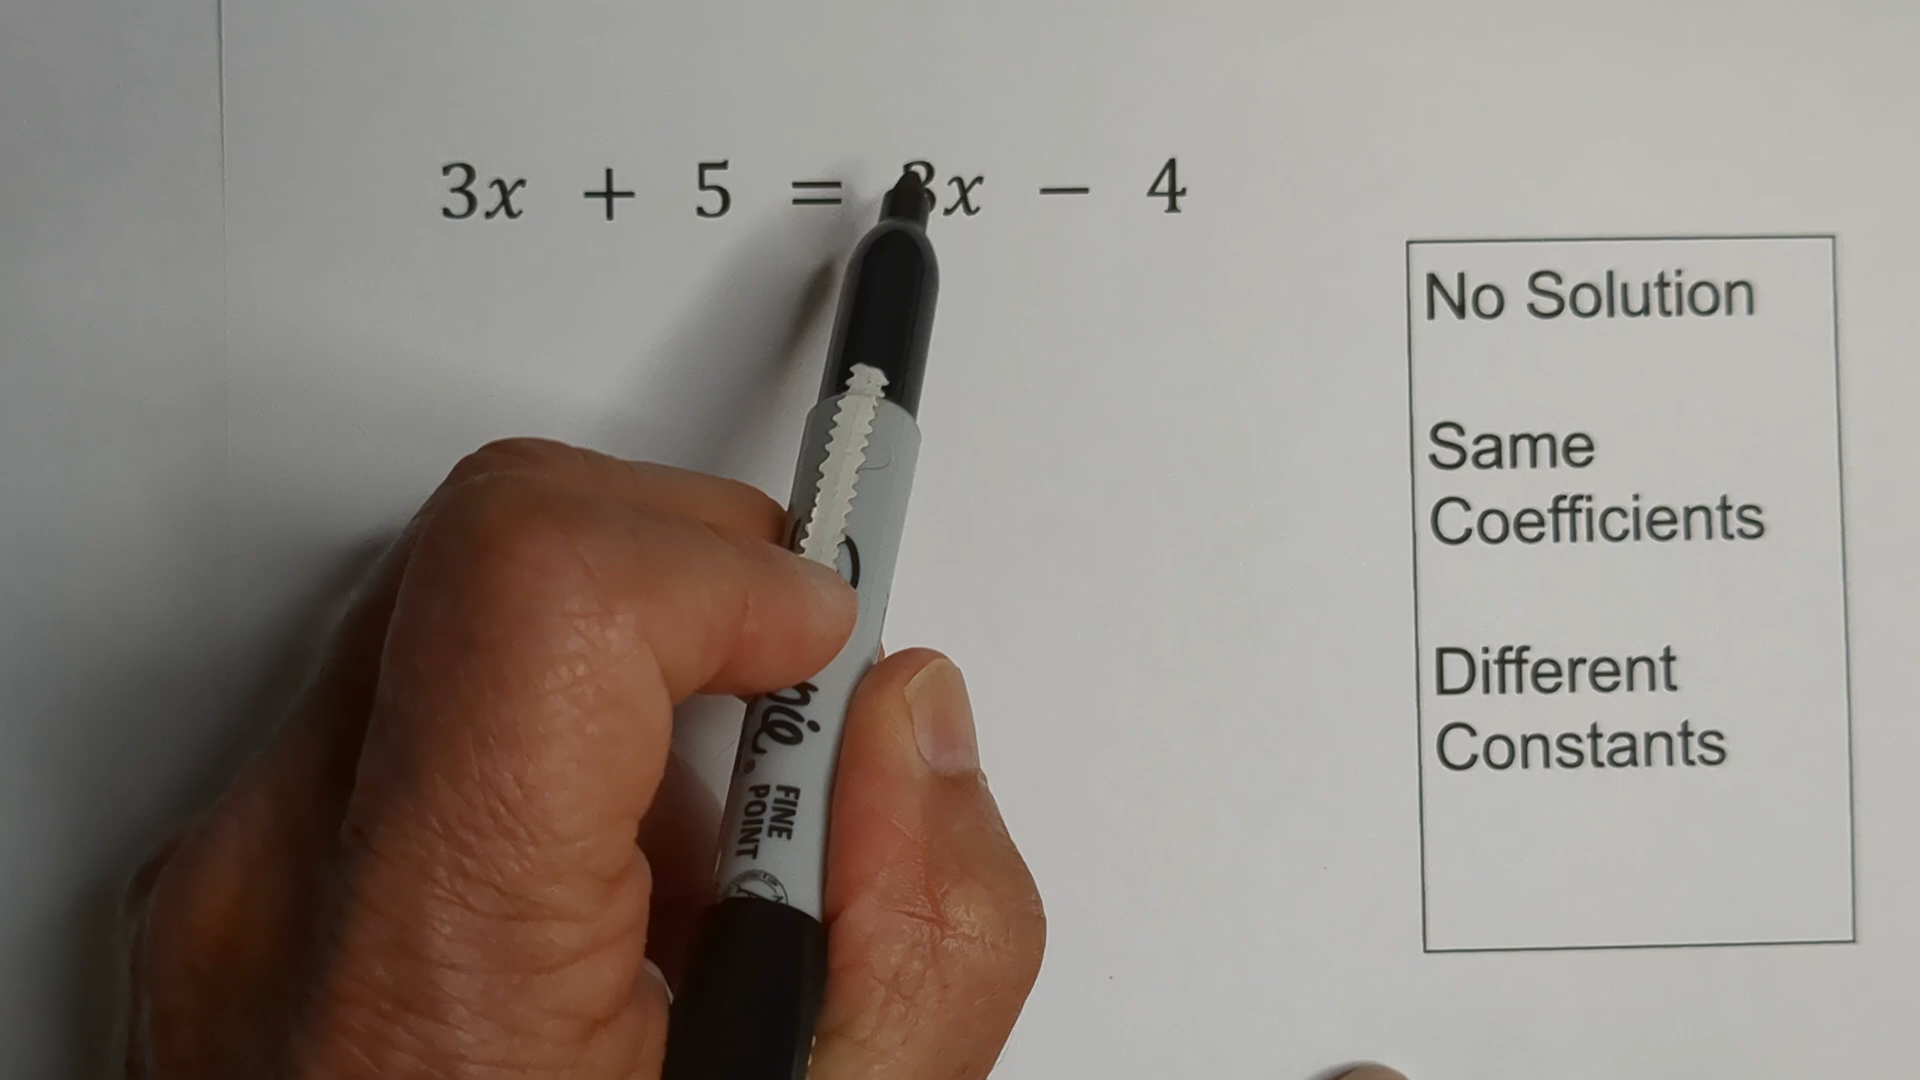 3x + 5 = 3x − 4
No Solution
Same
Coefficients
Different
Constants
FINE
POINT